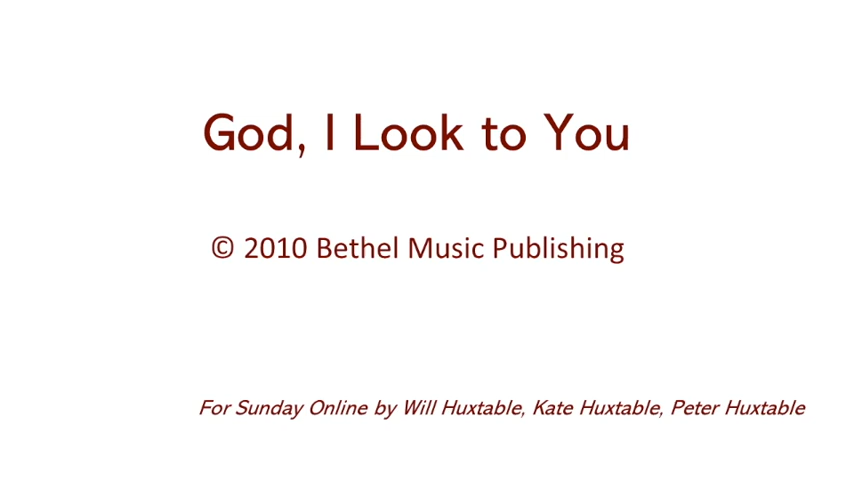 God, I Look to You
© 2010 Bethel Music Publishing
For Sunday Online by Will Huxtable, Kate Huxtable, Peter Huxtable